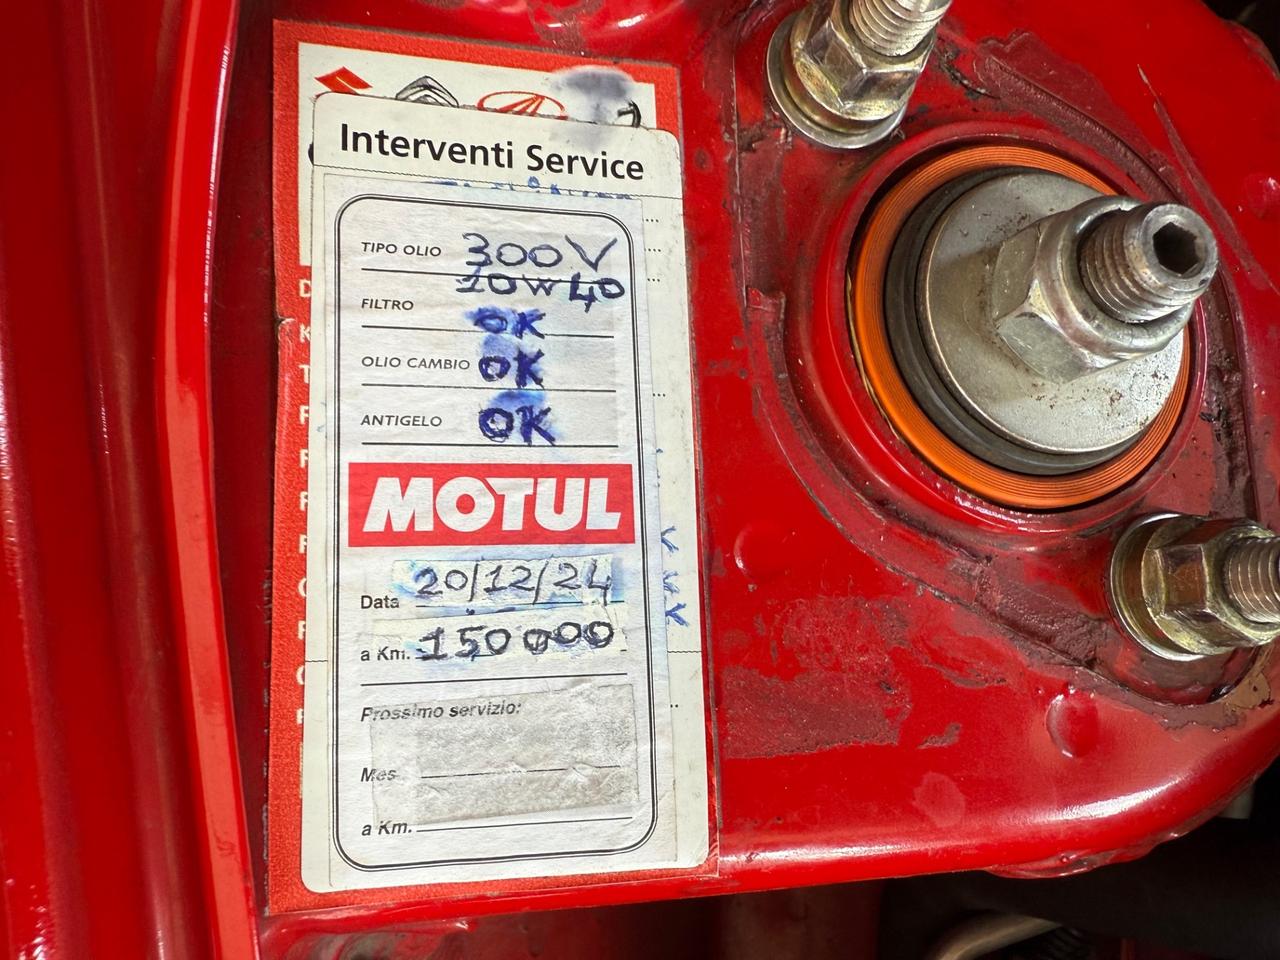 Interventi Service
TIPO OLIO 300V
10W40
FILTRO OK
OLIO CAMBIO OK
ANTIGELO OK
MOTUL
Data 20/12/24
a Km. 150000
Prossimo servizio:
Mes
a Km.